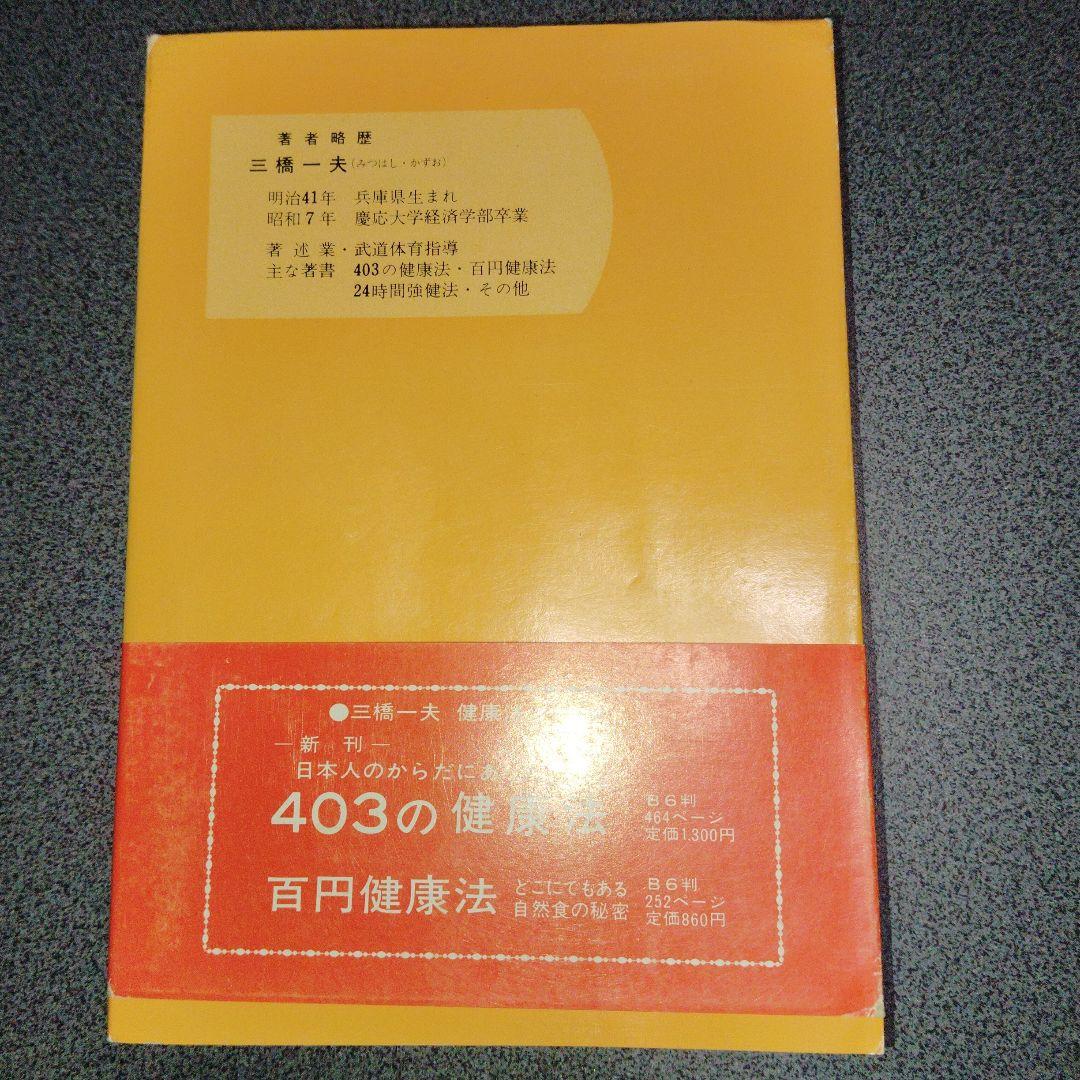 著者略歴
三橋一夫(みつはし・かずお)
明治41年 兵庫県生まれ
昭和7年 慶応大学経済学部卒業
著述業・武道体育指導
主な著書 403の健康法・百円健康法
24時間強健法・その他
●三橋一夫 健康
—新刊—
日本人のからだにあ
403の健康法
B6判
464ページ
定価1,300円
百円健康法
どこにでもある
自然食の秘密
B6判
252ページ
定価860円